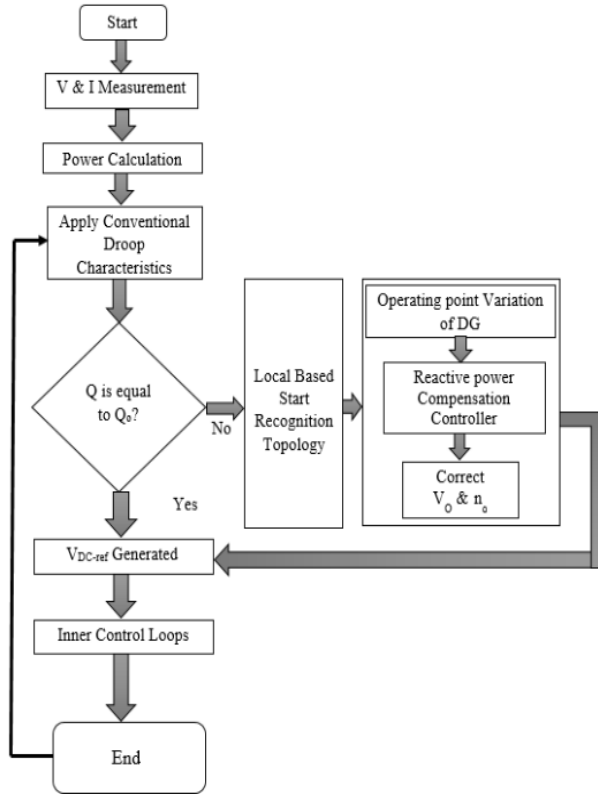 Start
V & I Measurement
Power Calculation
Apply Conventional
Droop
Characteristics
Q is equal
to Q₀?
No
Yes
Local Based
Start
Recognition
Topology
Operating point Variation
of DG
Reactive power
Compensation
Controller
Correct
V₀ & n₀
VDC-ref Generated
Inner Control Loops
End